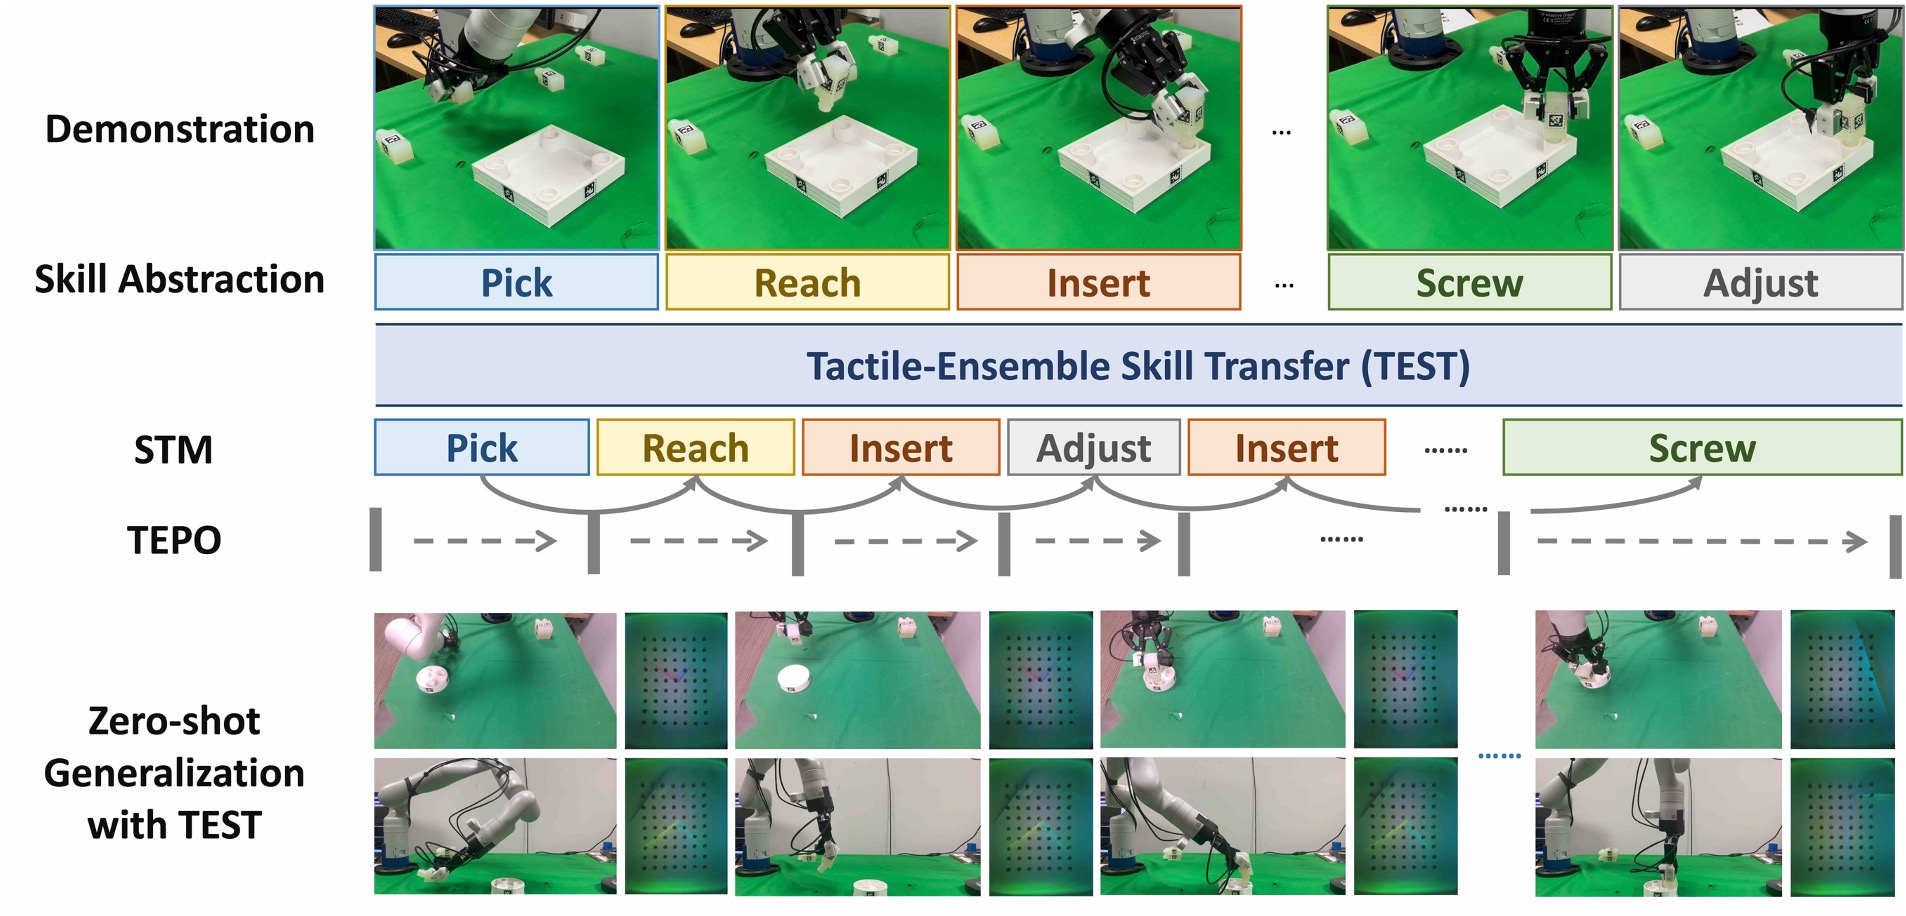 Demonstration
...
Skill Abstraction
Pick
Reach
Insert
...
Screw
Adjust
Tactile-Ensemble Skill Transfer (TEST)
STM
Pick
Reach
Insert
Adjust
Insert
......
Screw
TEPO
......
......
Zero-shot
Generalization
with TEST
......